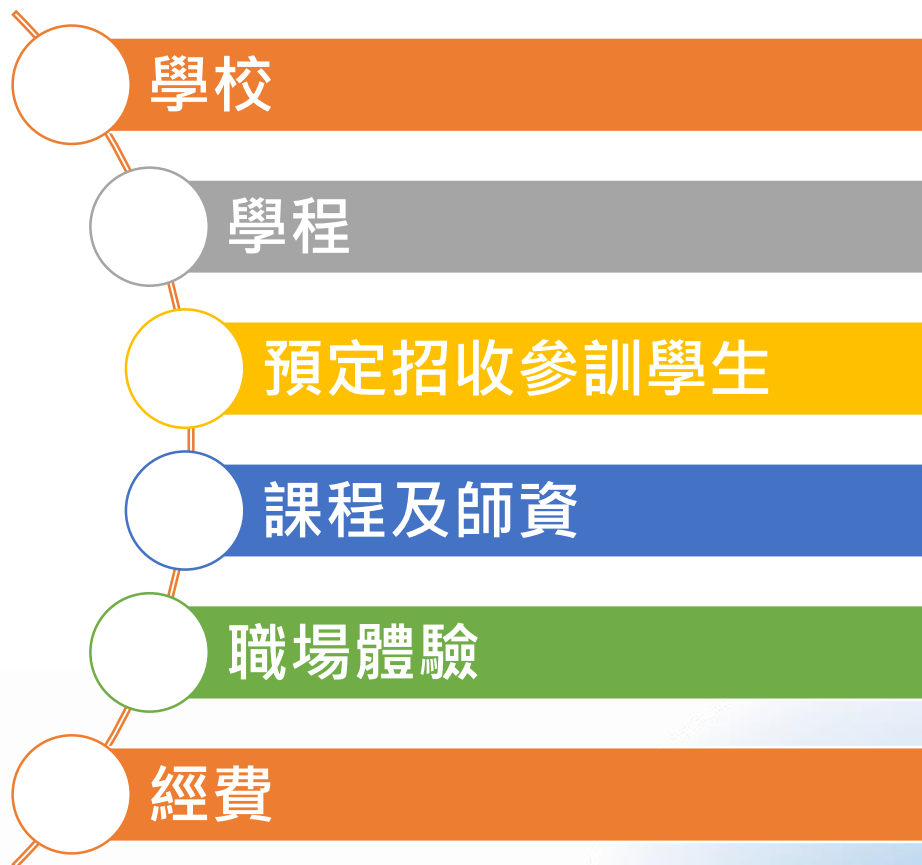 學校
學程
預定招收參訓學生
課程及師資
職場體驗
經費